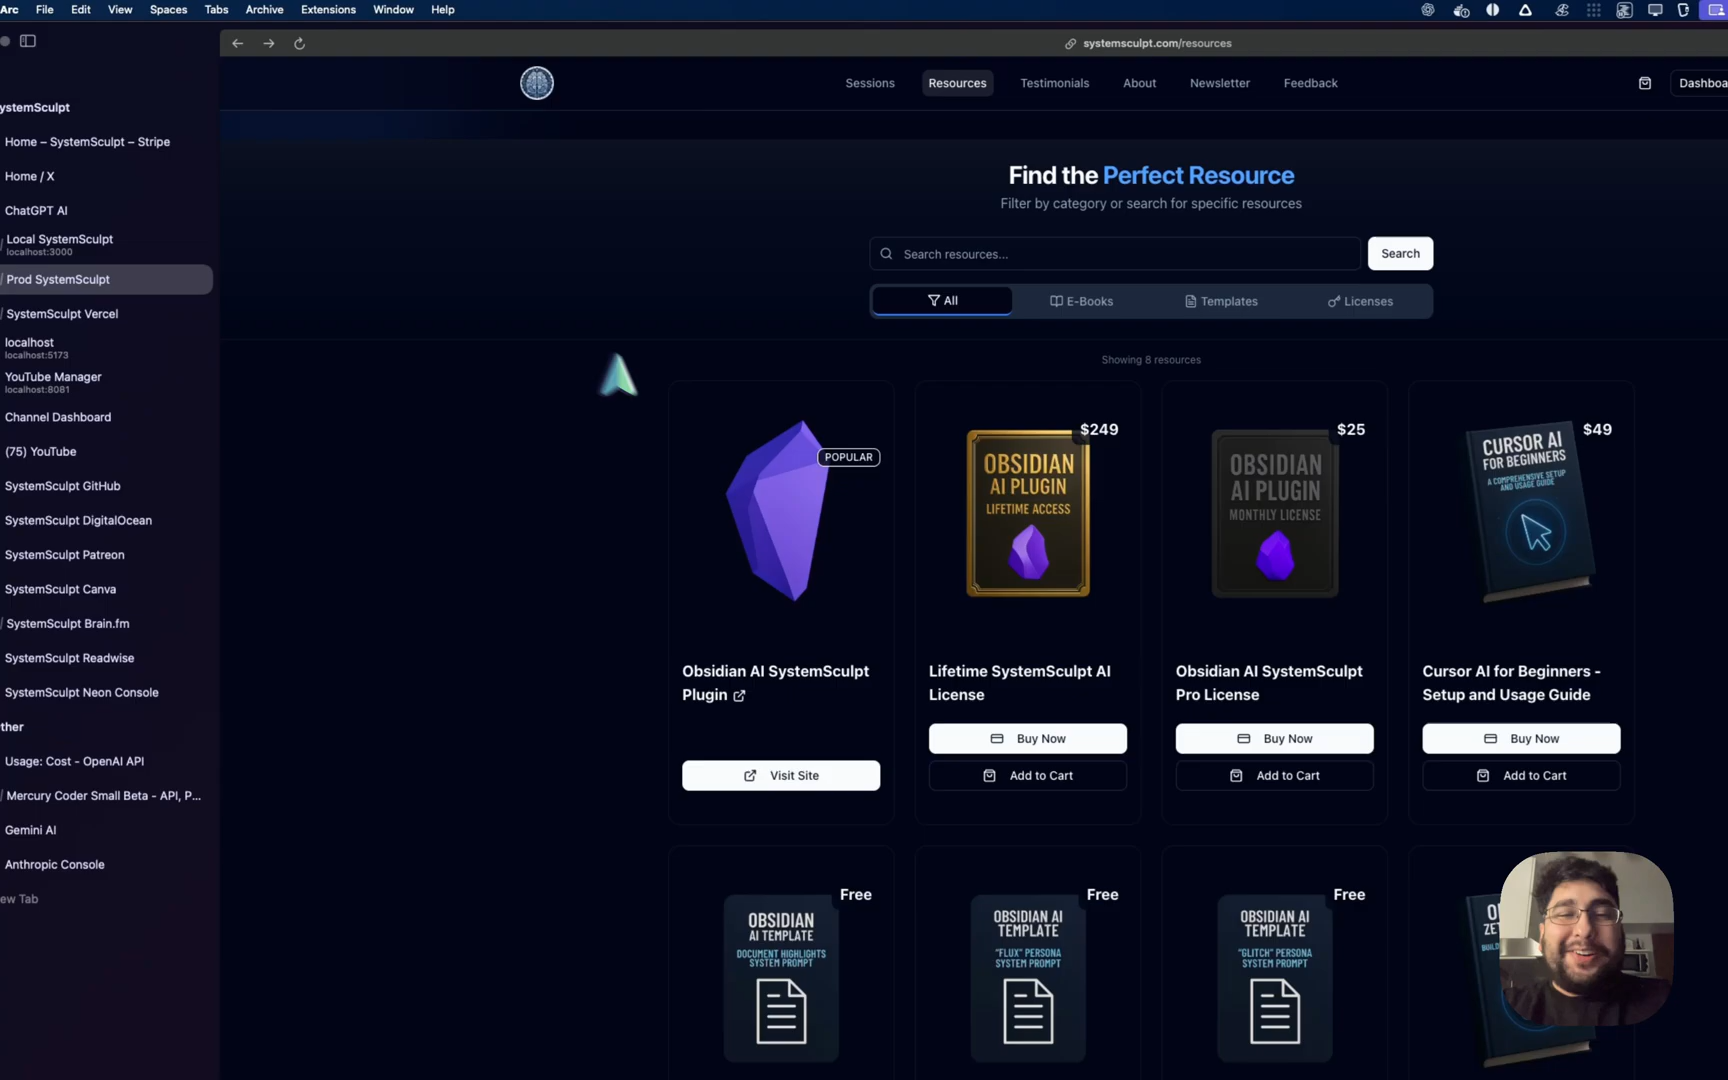 Arc File Edit View Spaces Tabs Archive Extensions Window Help
systemsculpt.com/resources
ystemSculpt
Home – SystemSculpt – Stripe
Home / X
ChatGPT AI
/ Local SystemSculpt
localhost:3000
/ Prod SystemSculpt
/ SystemSculpt Vercel
localhost
localhost:5173
YouTube Manager
localhost:8081
Channel Dashboard
(75) YouTube
SystemSculpt GitHub
SystemSculpt DigitalOcean
SystemSculpt Patreon
SystemSculpt Canva
/ SystemSculpt Brain.fm
SystemSculpt Readwise
SystemSculpt Neon Console
ther
Usage: Cost - OpenAI API
/ Mercury Coder Small Beta - API, P...
Gemini AI
Anthropic Console
ew Tab
Sessions Resources Testimonials About Newsletter Feedback Dashboa
Find the Perfect Resource
Filter by category or search for specific resources
Search resources... Search
All E-Books Templates Licenses
Showing 8 resources
POPULAR
Obsidian AI SystemSculpt
Plugin
Visit Site
$249
OBSIDIAN
AI PLUGIN
LIFETIME ACCESS
Lifetime SystemSculpt AI
License
Buy Now
Add to Cart
$25
OBSIDIAN
AI PLUGIN
MONTHLY LICENSE
Obsidian AI SystemSculpt
Pro License
Buy Now
Add to Cart
$49
CURSOR AI
FOR BEGINNERS
A COMPREHENSIVE SETUP
AND USAGE GUIDE
Cursor AI for Beginners -
Setup and Usage Guide
Buy Now
Add to Cart
Free
OBSIDIAN
AI TEMPLATE
DOCUMENT HIGHLIGHTS
SYSTEM PROMPT
Free
OBSIDIAN AI
TEMPLATE
"FLUX" PERSONA
SYSTEM PROMPT
Free
OBSIDIAN AI
TEMPLATE
"GLITCH" PERSONA
SYSTEM PROMPT